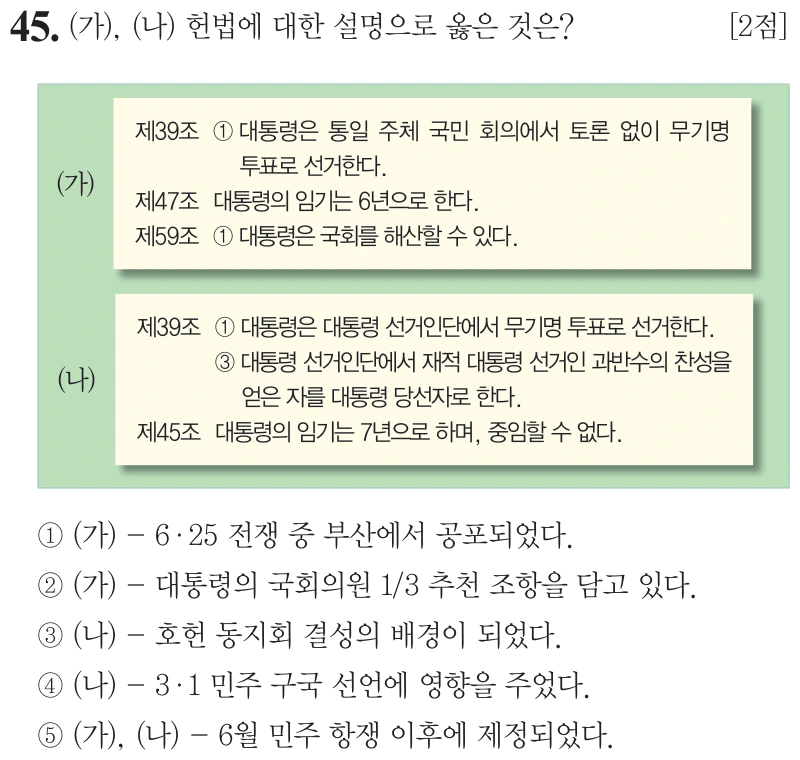 45. (가), (나) 헌법에 대한 설명으로 옳은 것은? [2점]
(가)
제39조 ① 대통령은 통일 주체 국민 회의에서 토론 없이 무기명
투표로 선거한다.
제47조 대통령의 임기는 6년으로 한다.
제59조 ① 대통령은 국회를 해산할 수 있다.
(나)
제39조 ① 대통령은 대통령 선거인단에서 무기명 투표로 선거한다.
③ 대통령 선거인단에서 재적 대통령 선거인 과반수의 찬성을
얻은 자를 대통령 당선자로 한다.
제45조 대통령의 임기는 7년으로 하며, 중임할 수 없다.
① (가) - 6·25 전쟁 중 부산에서 공포되었다.
② (가) - 대통령의 국회의원 1/3 추천 조항을 담고 있다.
③ (나) - 호헌 동지회 결성의 배경이 되었다.
④ (나) - 3·1 민주 구국 선언에 영향을 주었다.
⑤ (가), (나) - 6월 민주 항쟁 이후에 제정되었다.